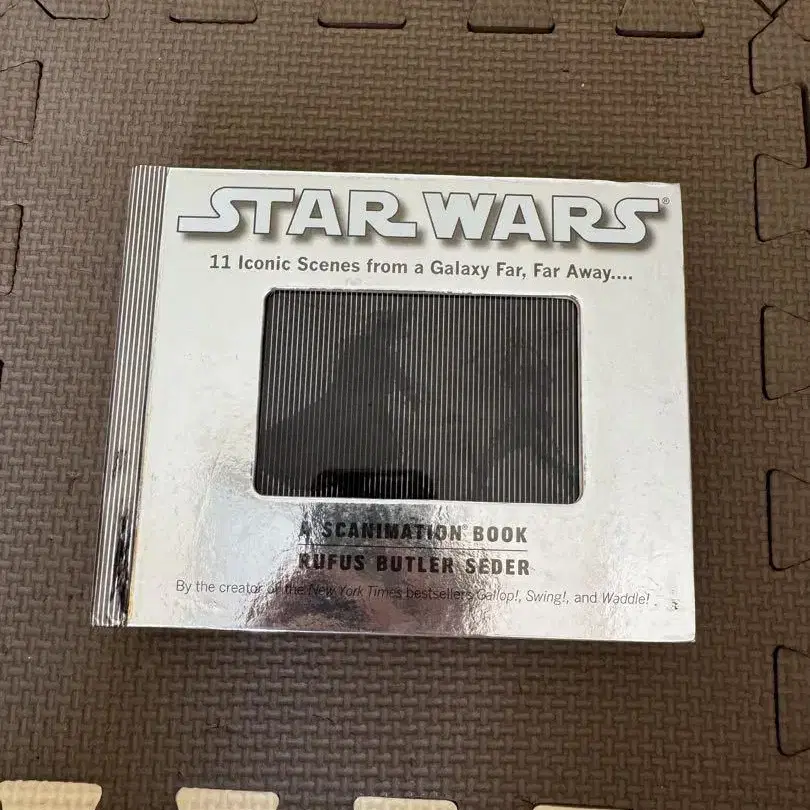 STAR WARS®
11 Iconic Scenes from a Galaxy Far, Far Away....
A SCANIMATION® BOOK
RUFUS BUTLER SEDER
By the creator of the New York Times bestsellers Gallop!, Swing!, and Waddle!